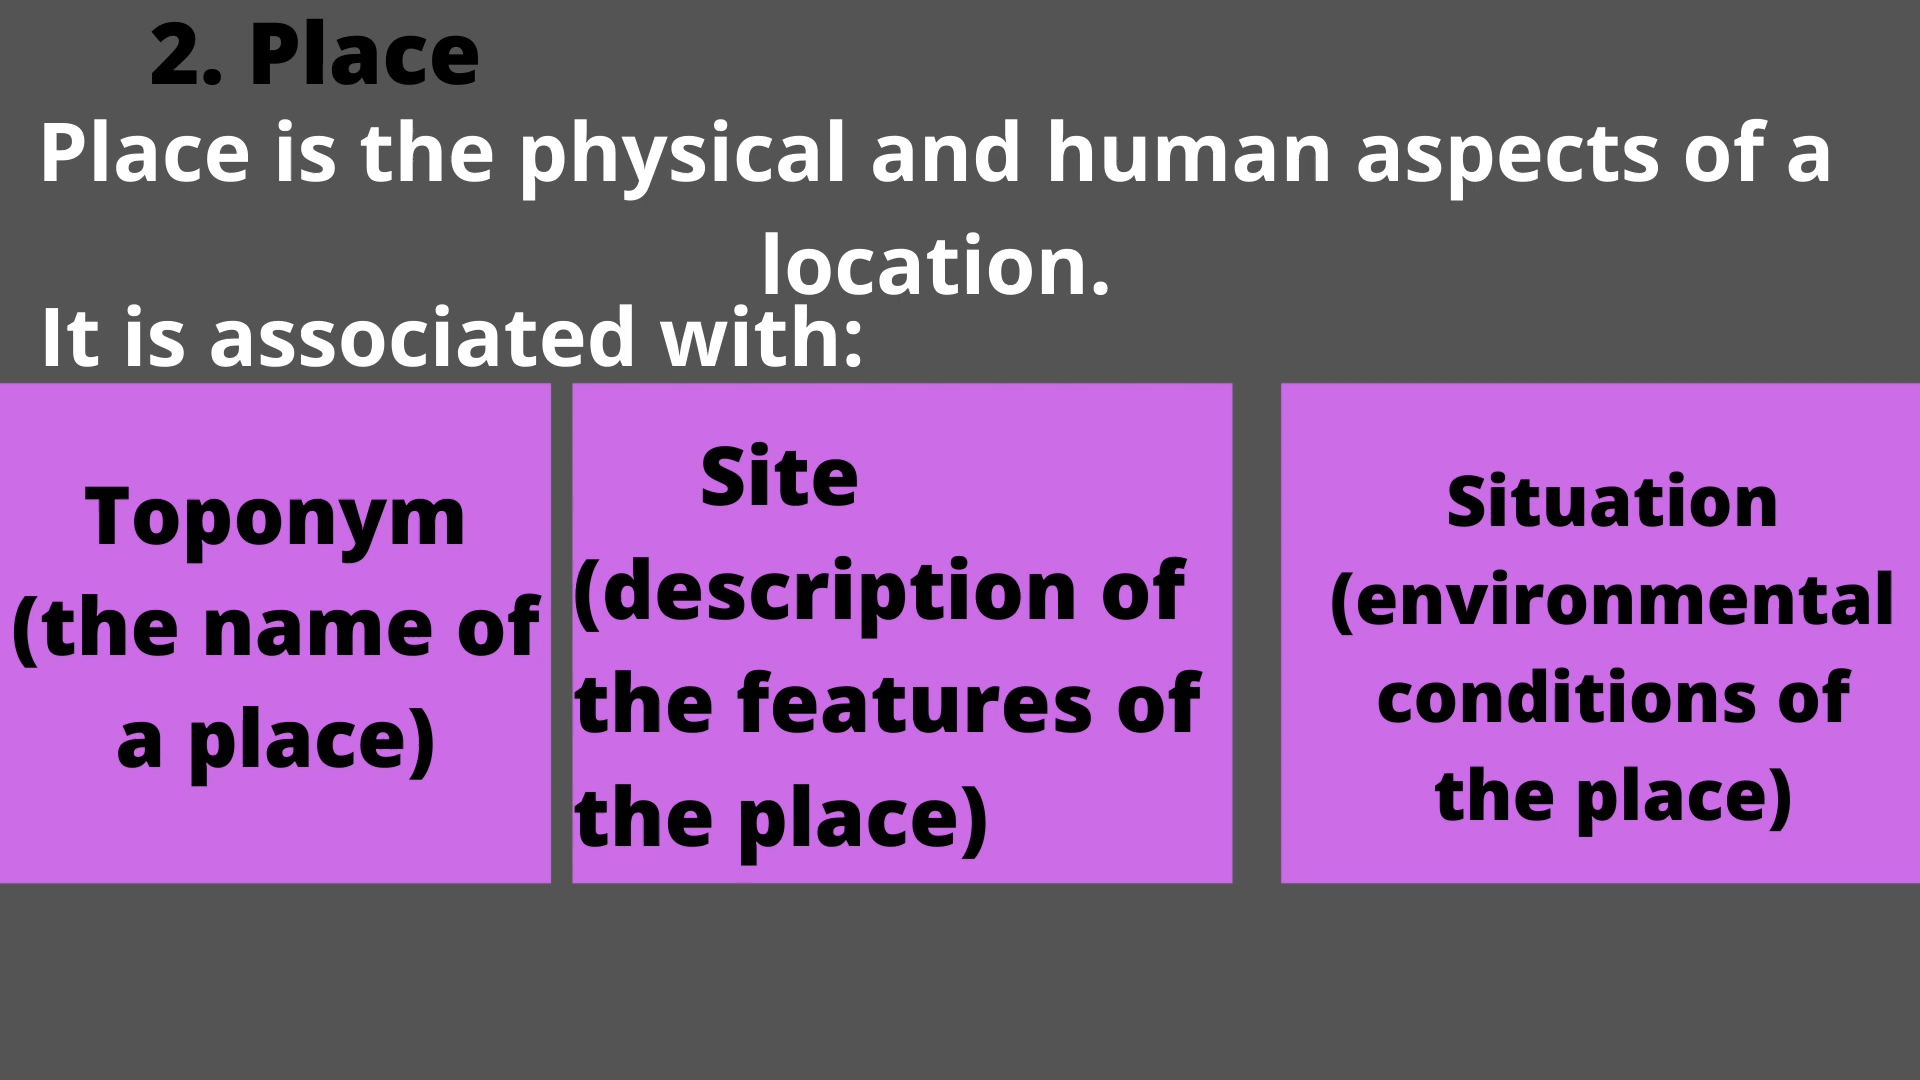 2. Place
Place is the physical and human aspects of a
location.
It is associated with:
Toponym
(the name of
a place)
Site
(description of
the features of
the place)
Situation
(environmental
conditions of
the place)